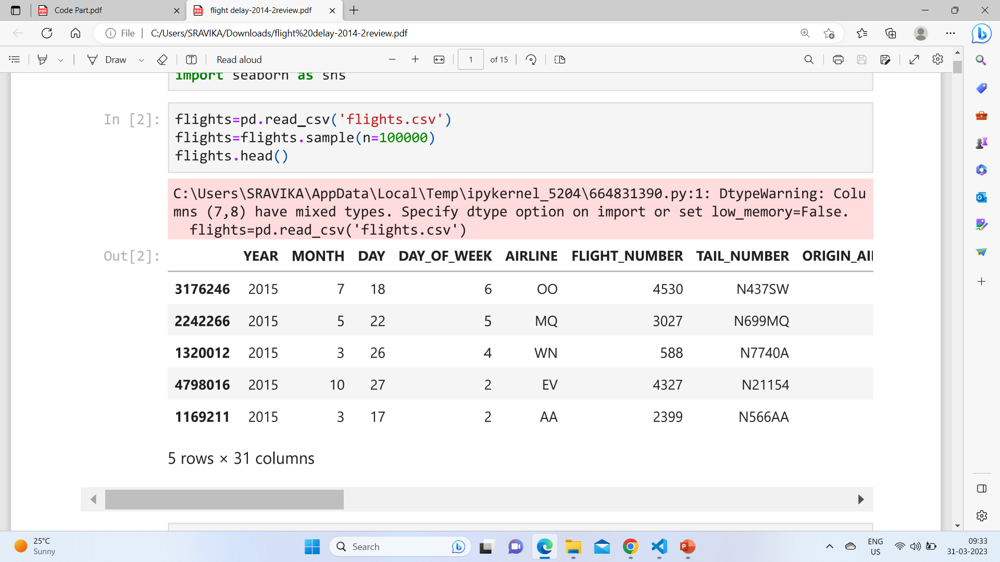 Code Part.pdf
flight delay-2014-2review.pdf
File
C:/Users/SRAVIKA/Downloads/flight%20delay-2014-2review.pdf
Draw
Read aloud
1
of 15
import seaborn as sns
In [2]:
flights=pd.read_csv('flights.csv')
flights=flights.sample(n=100000)
flights.head()
C:\Users\SRAVIKA\AppData\Local\Temp\ipykernel_5204\664831390.py:1: DtypeWarning: Colu
mns (7,8) have mixed types. Specify dtype option on import or set low_memory=False.
flights=pd.read_csv('flights.csv')
Out[2]:
YEAR MONTH DAY DAY_OF_WEEK AIRLINE FLIGHT_NUMBER TAIL_NUMBER ORIGIN_AI
3176246 2015 7 18 6 OO 4530 N437SW
2242266 2015 5 22 5 MQ 3027 N699MQ
1320012 2015 3 26 4 WN 588 N7740A
4798016 2015 10 27 2 EV 4327 N21154
1169211 2015 3 17 2 AA 2399 N566AA
5 rows × 31 columns
25°C
Sunny
Search
ENG
US
09:33
31-03-2023